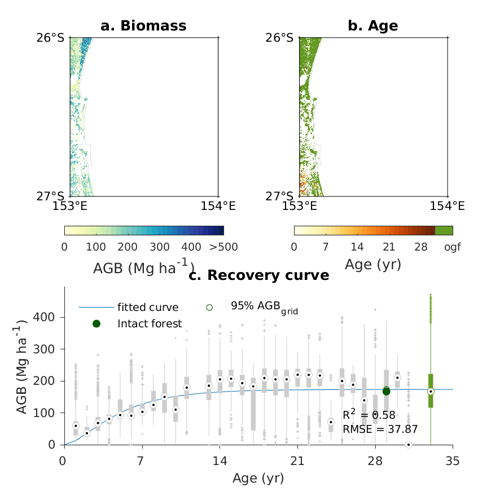 a. Biomass
b. Age
26°S
26°S
27°S
27°S
153°E
154°E
153°E
154°E
0 100 200 300 400 >500
0 7 14 21 28 ogf
AGB (Mg ha⁻¹)
Age (yr)
c. Recovery curve
fitted curve
95% AGB_grid
Intact forest
400
300
200
100
0
AGB (Mg ha⁻¹)
R² = 0.58
RMSE = 37.87
0 7 14 21 28 35
Age (yr)